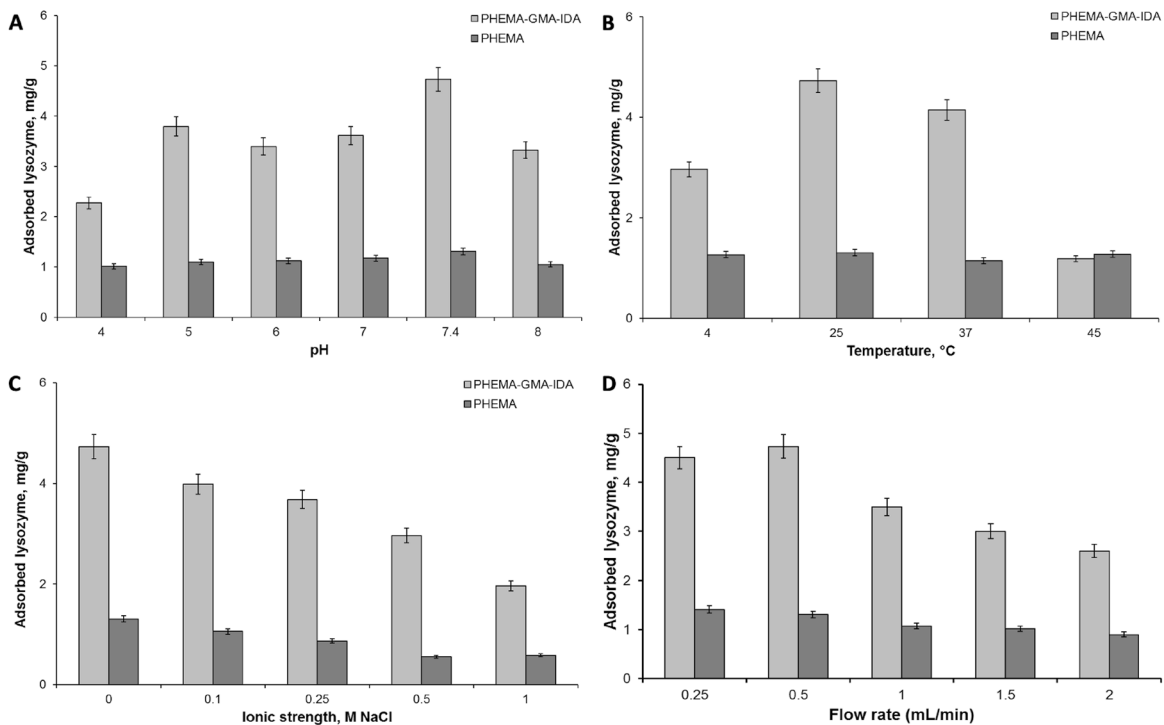 A
PHEMA-GMA-IDA
PHEMA
Adsorbed lysozyme, mg/g
6
5
4
3
2
1
0
4 5 6 7 7.4 8
pH
B
PHEMA-GMA-IDA
PHEMA
Adsorbed lysozyme, mg/g
6
4
2
0
4 25 37 45
Temperature, °C
C
PHEMA-GMA-IDA
PHEMA
Adsorbed lysozyme, mg/g
6
4
2
0
0 0.1 0.25 0.5 1
Ionic strength, M NaCl
D
Adsorbed lysozyme, mg/g
6
5
4
3
2
1
0
0.25 0.5 1 1.5 2
Flow rate (mL/min)